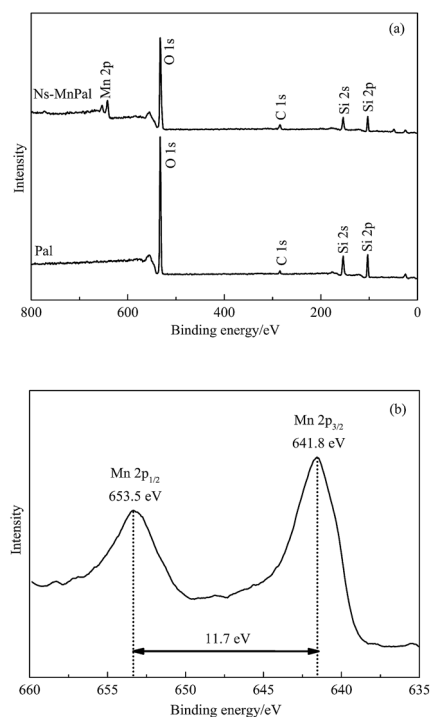 (a)
Ns-MnPal
Mn 2p
O 1s
C 1s
Si 2s
Si 2p
Pal
O 1s
C 1s
Si 2s
Si 2p
Intensity
800 600 400 200 0
Binding energy/eV
(b)
Mn 2p3/2
641.8 eV
Mn 2p1/2
653.5 eV
11.7 eV
Intensity
660 655 650 645 640 635
Binding energy/eV